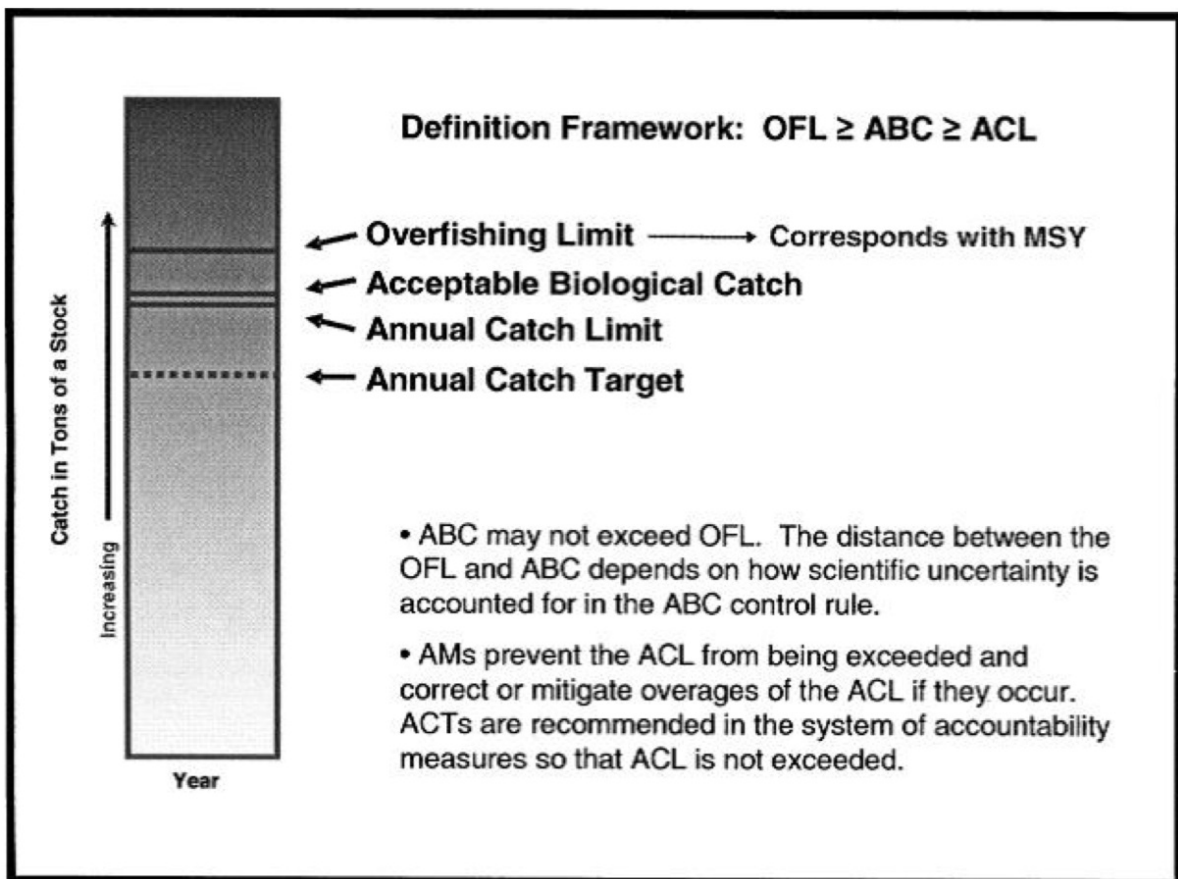 Definition Framework: OFL ≥ ABC ≥ ACL
Overfishing Limit → Corresponds with MSY
Acceptable Biological Catch
Annual Catch Limit
Annual Catch Target
Catch in Tons of a Stock
Increasing
Year
• ABC may not exceed OFL. The distance between the
OFL and ABC depends on how scientific uncertainty is
accounted for in the ABC control rule.
• AMs prevent the ACL from being exceeded and
correct or mitigate overages of the ACL if they occur.
ACTs are recommended in the system of accountability
measures so that ACL is not exceeded.